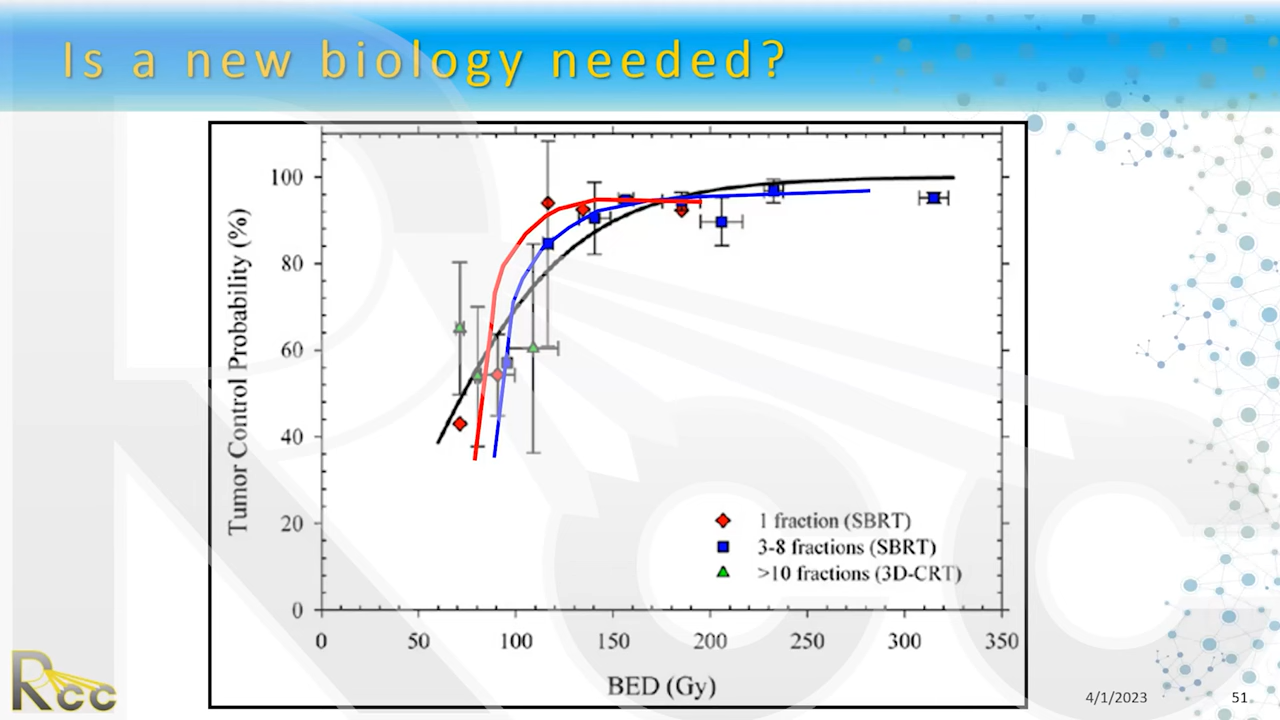 Is a new biology needed?
Tumor Control Probability (%)
100
80
60
40
20
0
1 fraction (SBRT)
3-8 fractions (SBRT)
>10 fractions (3D-CRT)
0 50 100 150 200 250 300 350
BED (Gy)
Rcc
4/1/2023 51